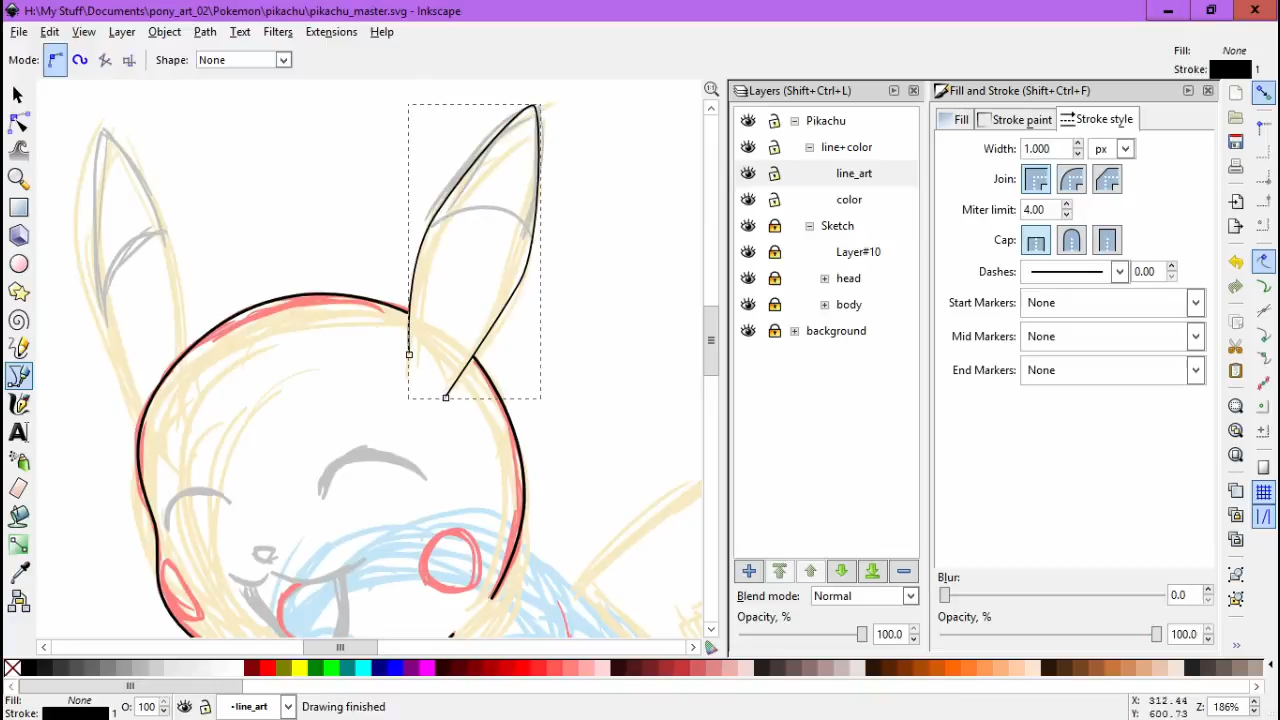 H:\My Stuff\Documents\pony_art_02\Pokemon\pikachu\pikachu_master.svg - Inkscape
File Edit View Layer Object Path Text Filters Extensions Help
Mode: Shape: None
Fill: None
Stroke: 1
Layers (Shift+Ctrl+L)
Pikachu
line+color
line_art
color
Sketch
Layer#10
head
body
background
Blend mode: Normal
Opacity, %
100.0
Fill and Stroke (Shift+Ctrl+F)
Fill Stroke paint Stroke style
Width: 1.000 px
Join:
Miter limit: 4.00
Cap:
Dashes: 0.00
Start Markers: None
Mid Markers: None
End Markers: None
Blur:
0.0
Opacity, %
100.0
Fill: None
Stroke: 1
O: 100
•line_art
Drawing finished
X: 312.44
Y: 600.73
Z: 186%